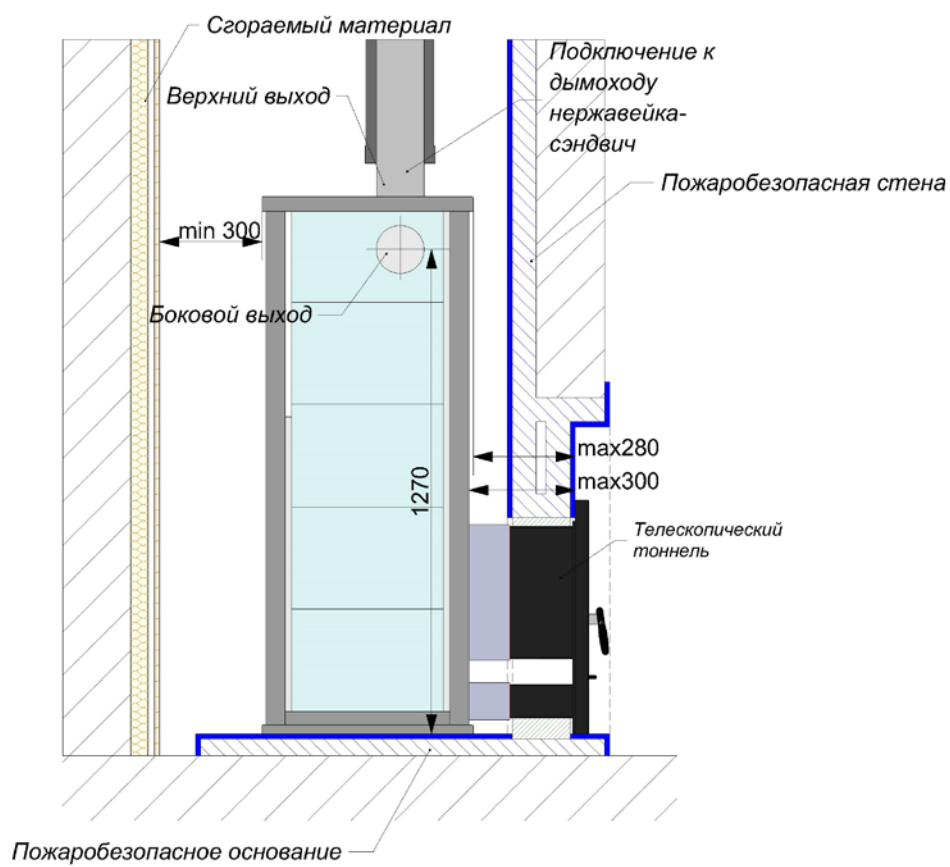 Сгораемый материал
Подключение к
дымоходу
нержавейка-
сэндвич
Верхний выход
Пожаробезопасная стена
min 300
Боковой выход
max280
max300
1270
Телескопический
тоннель
Пожаробезопасное основание